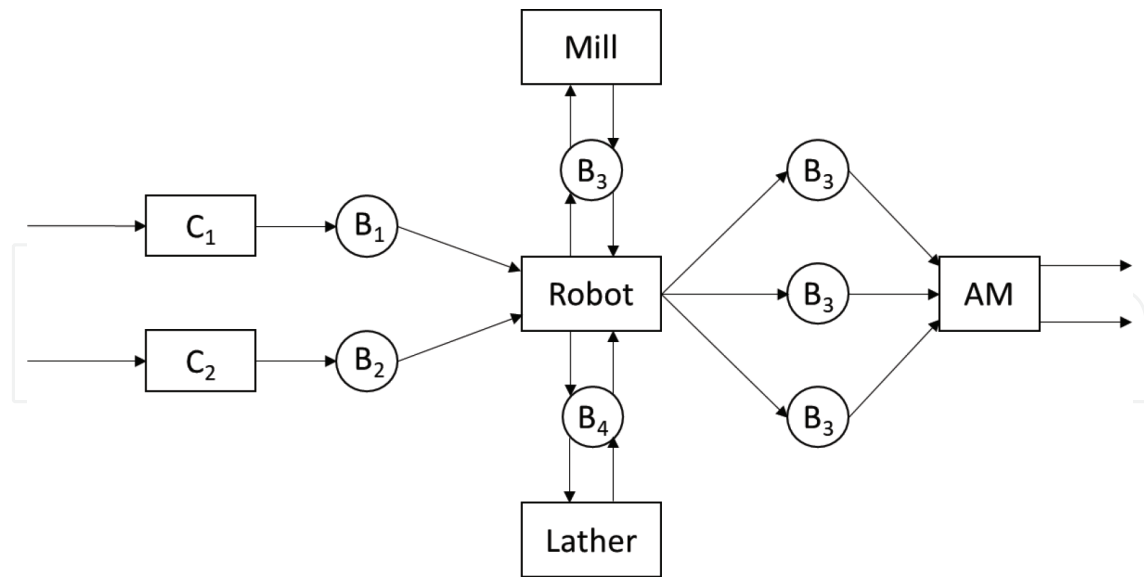 Mill
B₃
B₃
C₁
B₁
Robot
B₃
AM
C₂
B₂
B₄
B₃
Lather